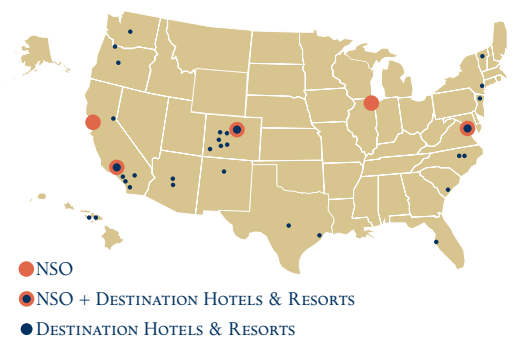 NSO
NSO + Destination Hotels & Resorts
Destination Hotels & Resorts